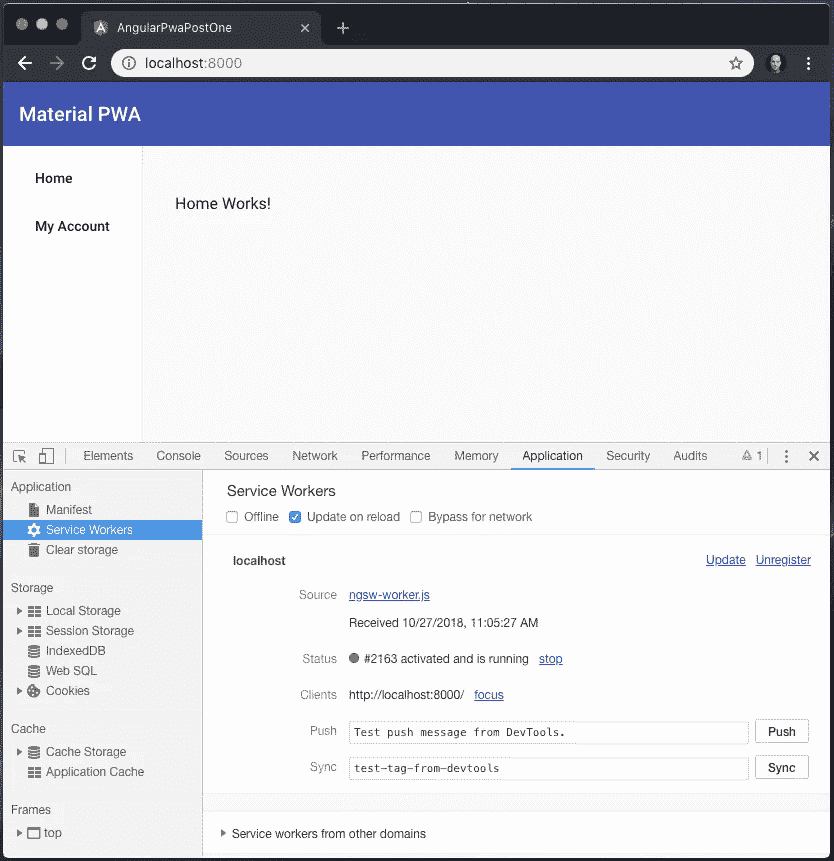 AngularPwaPostOne
localhost:8000
Material PWA
Home
My Account
Home Works!
Elements Console Sources Network Performance Memory Application Security Audits 1
Application
Manifest
Service Workers
Clear storage
Storage
Local Storage
Session Storage
IndexedDB
Web SQL
Cookies
Cache
Cache Storage
Application Cache
Frames
top
Service Workers
Offline Update on reload Bypass for network
localhost Update Unregister
Source ngsw-worker.js
Received 10/27/2018, 11:05:27 AM
Status #2163 activated and is running stop
Clients http://localhost:8000/ focus
Push Test push message from DevTools. Push
Sync test-tag-from-devtools Sync
Service workers from other domains